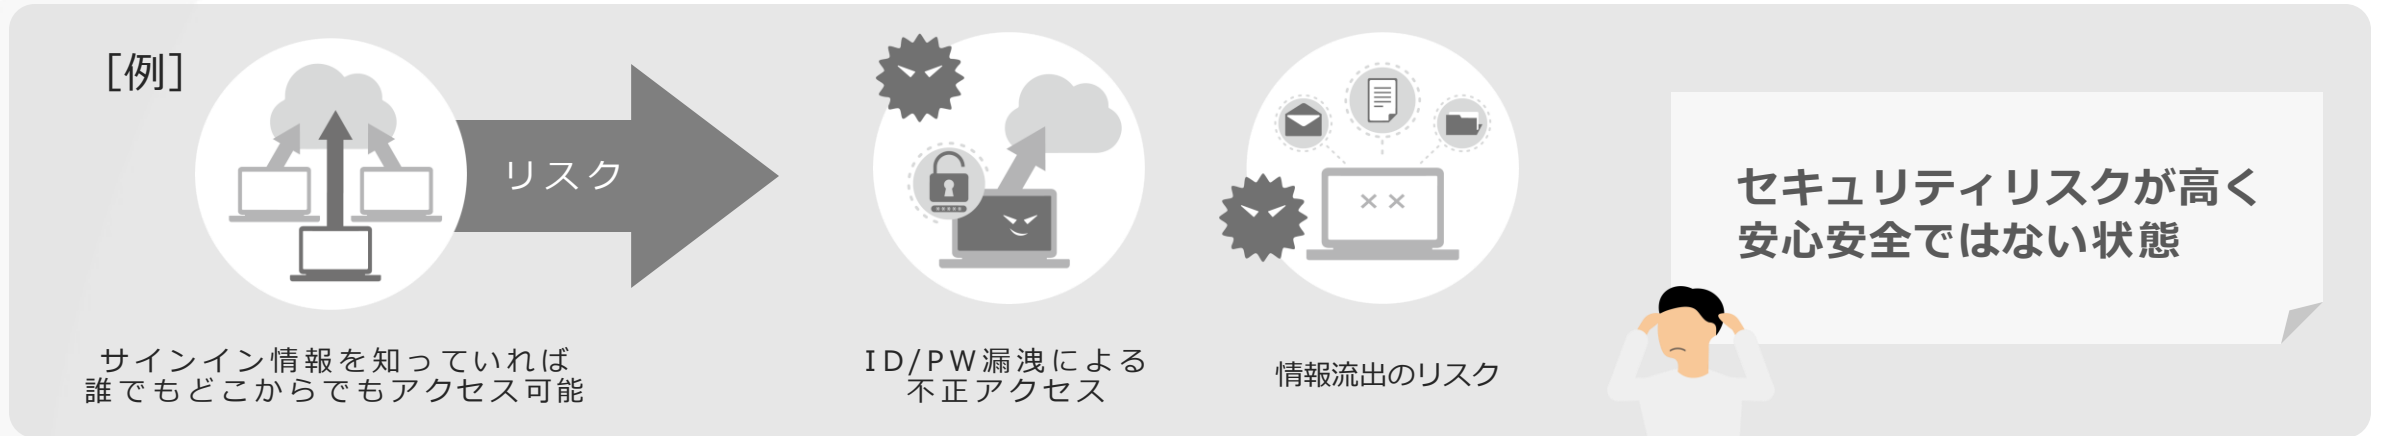 ［例］
リスク
サインイン情報を知っていれば
誰でもどこからでもアクセス可能
ID/PW漏洩による
不正アクセス
情報流出のリスク
セキュリティリスクが高く
安心安全ではない状態